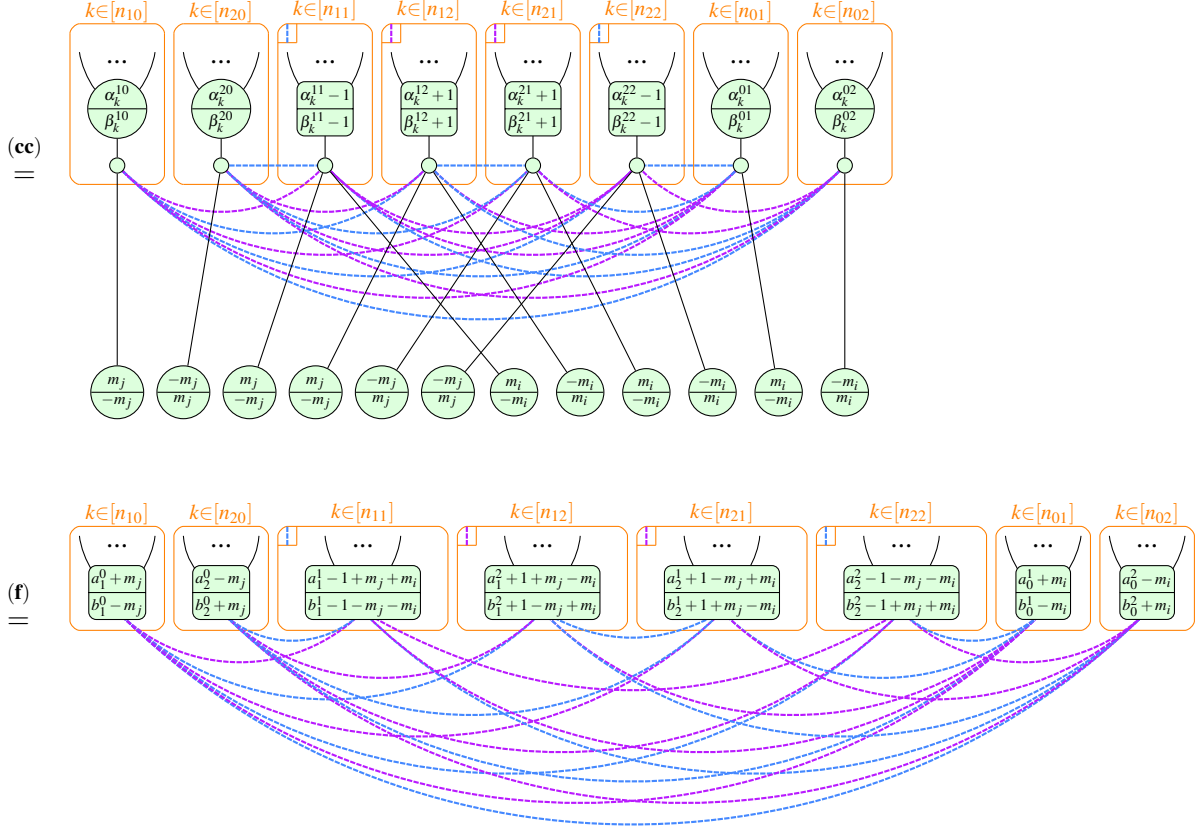 k∈[n₁₀] k∈[n₂₀] k∈[n₁₁] k∈[n₁₂] k∈[n₂₁] k∈[n₂₂] k∈[n₀₁] k∈[n₀₂]
... ... ... ... ... ... ... ...
α_k^{10} α_k^{20} α_k^{11}−1 α_k^{12}+1 α_k^{21}+1 α_k^{22}−1 α_k^{01} α_k^{02}
β_k^{10} β_k^{20} β_k^{11}−1 β_k^{12}+1 β_k^{21}+1 β_k^{22}−1 β_k^{01} β_k^{02}
(cc)
=
m_j −m_j m_j m_j −m_j −m_j m_i −m_i m_i −m_i m_i −m_i
−m_j m_j −m_j −m_j m_j m_j −m_i m_i −m_i m_i −m_i m_i
k∈[n₁₀] k∈[n₂₀] k∈[n₁₁] k∈[n₁₂] k∈[n₂₁] k∈[n₂₂] k∈[n₀₁] k∈[n₀₂]
... ... ... ... ... ... ... ...
a_1^0+m_j a_2^0−m_j a_1^1−1+m_j+m_i a_1^2+1+m_j−m_i a_2^1+1−m_j+m_i a_2^2−1−m_j−m_i a_0^1+m_i a_0^2−m_i
b_1^0−m_j b_2^0+m_j b_1^1−1−m_j−m_i b_1^2+1−m_j+m_i b_2^1+1+m_j−m_i b_2^2−1+m_j+m_i b_0^1−m_i b_0^2+m_i
(f)
=